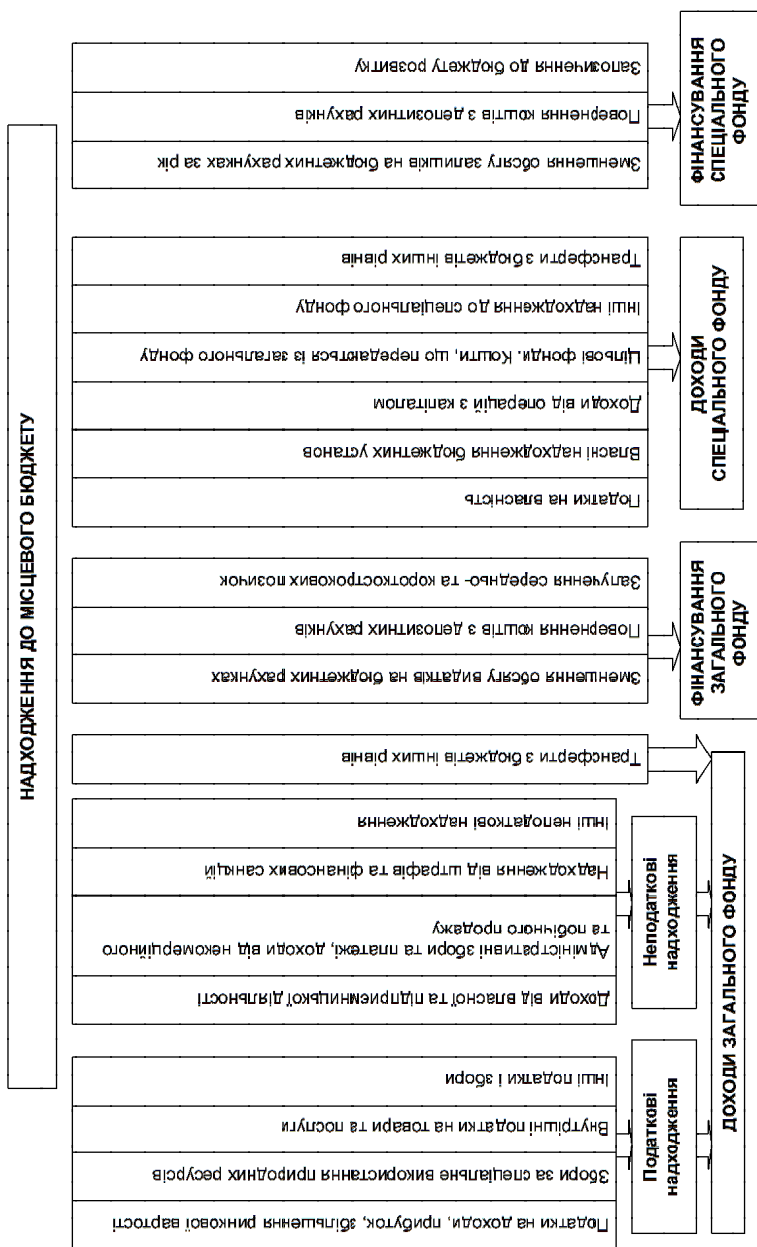 НАДХОДЖЕННЯ ДО МІСЦЕВОГО БЮДЖЕТУ
Податки на доходи, прибуток, збільшення ринкової вартості
Збори за спеціальне використання природних ресурсів
Внутрішні податки на товари та послуги
Інші податки і збори
Податкові
надходження
Доходи від власної та підприємницької діяльності
Адміністративні збори та платежі, доходи від некомерційного
та побічного продажу
Надходження від штрафів та фінансових санкцій
Інші неподаткові надходження
Неподаткові
надходження
Трансферти з бюджетів інших рівнів
ДОХОДИ ЗАГАЛЬНОГО ФОНДУ
Зменшення обсягу видатків на бюджетних рахунках
Повернення коштів з депозитних рахунків
Залучення середньо- та короткострокових позичок
ФІНАНСУВАННЯ
ЗАГАЛЬНОГО
ФОНДУ
Податки на власність
Власні надходження бюджетних установ
Доходи від операцій з капіталом
Цільові фонди. Кошти, що передаються із загального фонду
Інші надходження до спеціального фонду
Трансферти з бюджетів інших рівнів
ДОХОДИ
СПЕЦІАЛЬНОГО ФОНДУ
Зменшення обсягу залишків на бюджетних рахунках за рік
Повернення коштів з депозитних рахунків
Запозичення до бюджету розвитку
ФІНАНСУВАННЯ
СПЕЦІАЛЬНОГО
ФОНДУ